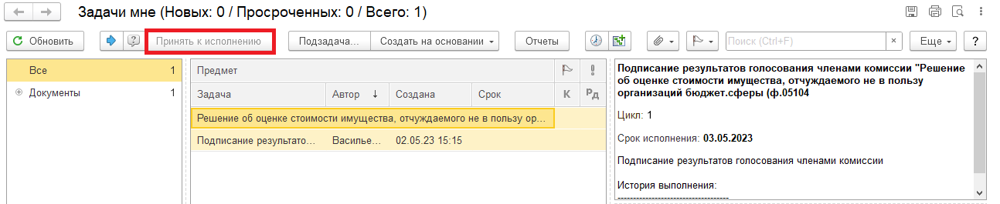 Задачи мне (Новых: 0 / Просроченных: 0 / Всего: 1)
Обновить Принять к исполнению Подзадача... Создать на основании Отчеты Поиск (Ctrl+F) × Еще ?
Все 1
Документы 1
Предмет
Задача Автор ↓ Создана Срок К Рд
Решение об оценке стоимости имущества, отчуждаемого не в пользу ор...
Подписание результато... Василье... 02.05.23 15:15
Подписание результатов голосования членами комиссии "Решение
об оценке стоимости имущества, отчуждаемого не в пользу
организаций бюджет.сферы (ф.05104
Цикл: 1
Срок исполнения: 03.05.2023
Подписание результатов голосования членами комиссии
История выполнения:
------------------------------------